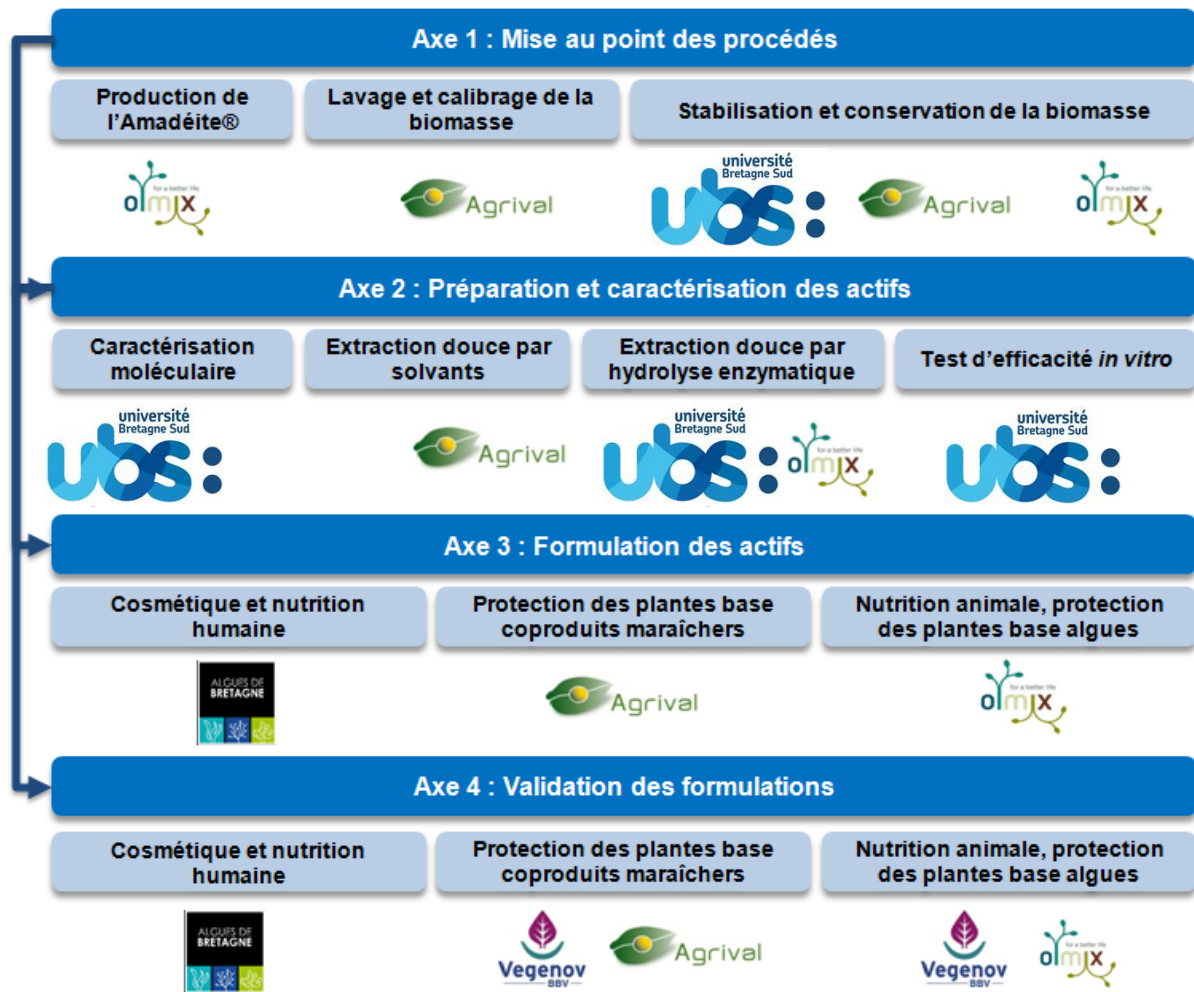 Axe 1 : Mise au point des procédés
Production de
l'Amadéite®
Lavage et calibrage de la
biomasse
Stabilisation et conservation de la biomasse
for a better life
olmix
Agrival
université
Bretagne Sud
ubs:
Agrival
for a better life
olmix
Axe 2 : Préparation et caractérisation des actifs
Caractérisation
moléculaire
Extraction douce par
solvants
Extraction douce par
hydrolyse enzymatique
Test d'efficacité in vitro
université
Bretagne Sud
ubs:
Agrival
université
Bretagne Sud
ubs:
for a better life
olmix
université
Bretagne Sud
ubs:
Axe 3 : Formulation des actifs
Cosmétique et nutrition
humaine
Protection des plantes base
coproduits maraîchers
Nutrition animale, protection
des plantes base algues
ALGUES DE
BRETAGNE
Agrival
for a better life
olmix
Axe 4 : Validation des formulations
Cosmétique et nutrition
humaine
Protection des plantes base
coproduits maraîchers
Nutrition animale, protection
des plantes base algues
ALGUES DE
BRETAGNE
Vegenov
BBV
Agrival
Vegenov
BBV
for a better life
olmix